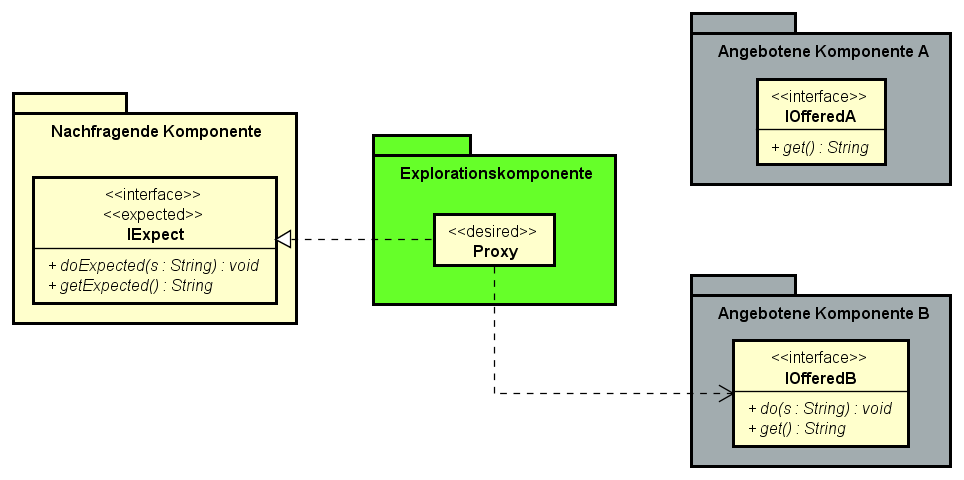 Nachfragende Komponente
<<interface>>
<<expected>>
IExpect
+ doExpected(s : String) : void
+ getExpected() : String
Explorationskomponente
<<desired>>
Proxy
Angebotene Komponente A
<<interface>>
IOfferedA
+ get() : String
Angebotene Komponente B
<<interface>>
IOfferedB
+ do(s : String) : void
+ get() : String